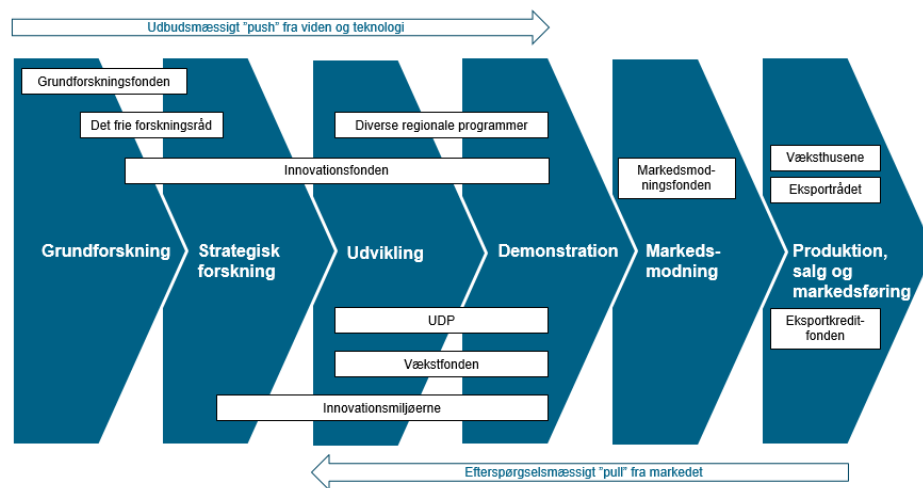 Udbudsmæssigt "push" fra viden og teknologi
Grundforskningsfonden
Det frie forskningsråd
Diverse regionale programmer
Innovationsfonden
Markedsmod-
ningsfonden
Væksthusene
Eksportrådet
Grundforskning
Strategisk
forskning
Udvikling
Demonstration
Markeds-
modning
Produktion,
salg og
markedsføring
UDP
Vækstfonden
Innovationsmiljøerne
Eksportkredit-
fonden
Efterspørgselsmæssigt "pull" fra markedet